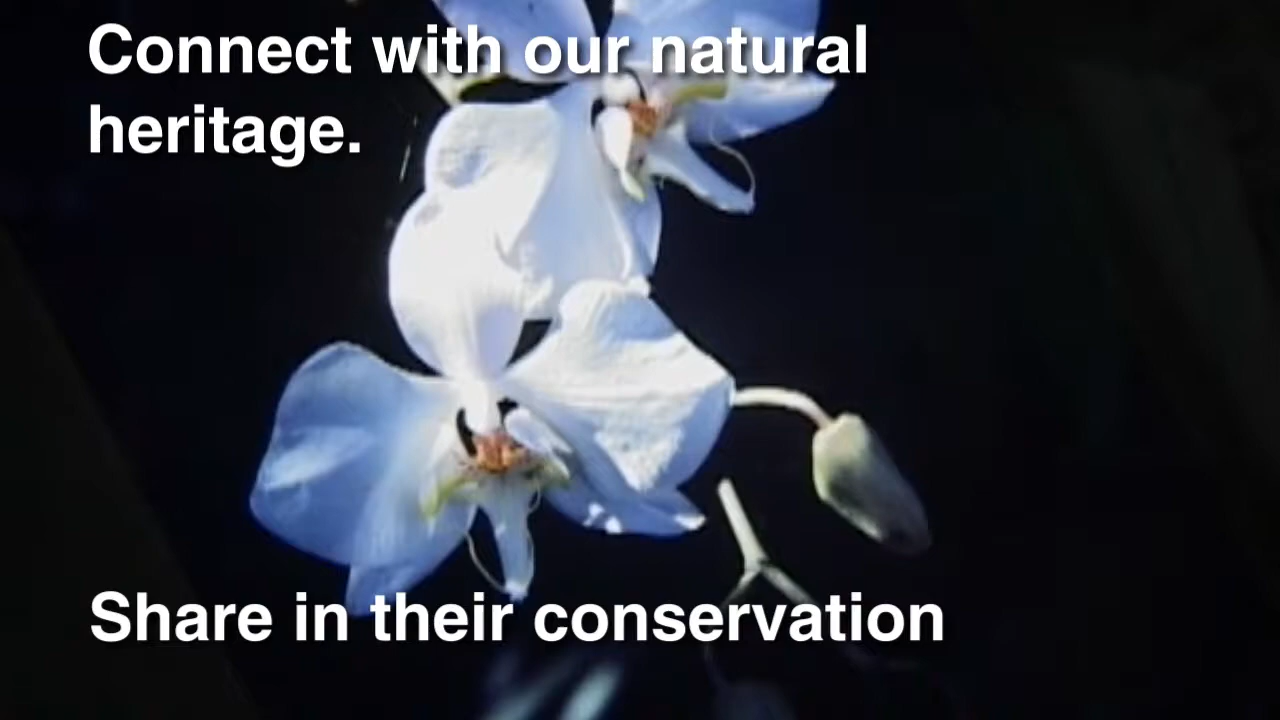 Connect with our natural
heritage.
Share in their conservation